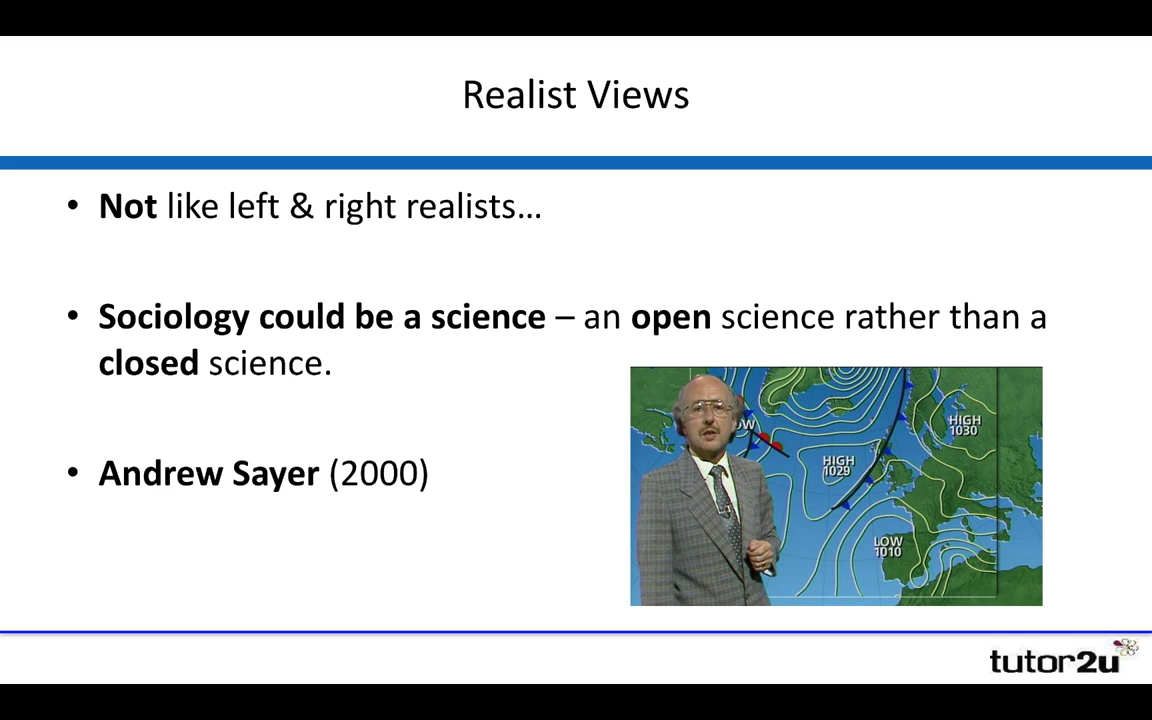 Realist Views
• Not like left & right realists…
• Sociology could be a science – an open science rather than a
closed science.
• Andrew Sayer (2000)
OW
HIGH
1030
HIGH
1029
LOW
1010
tutor2u